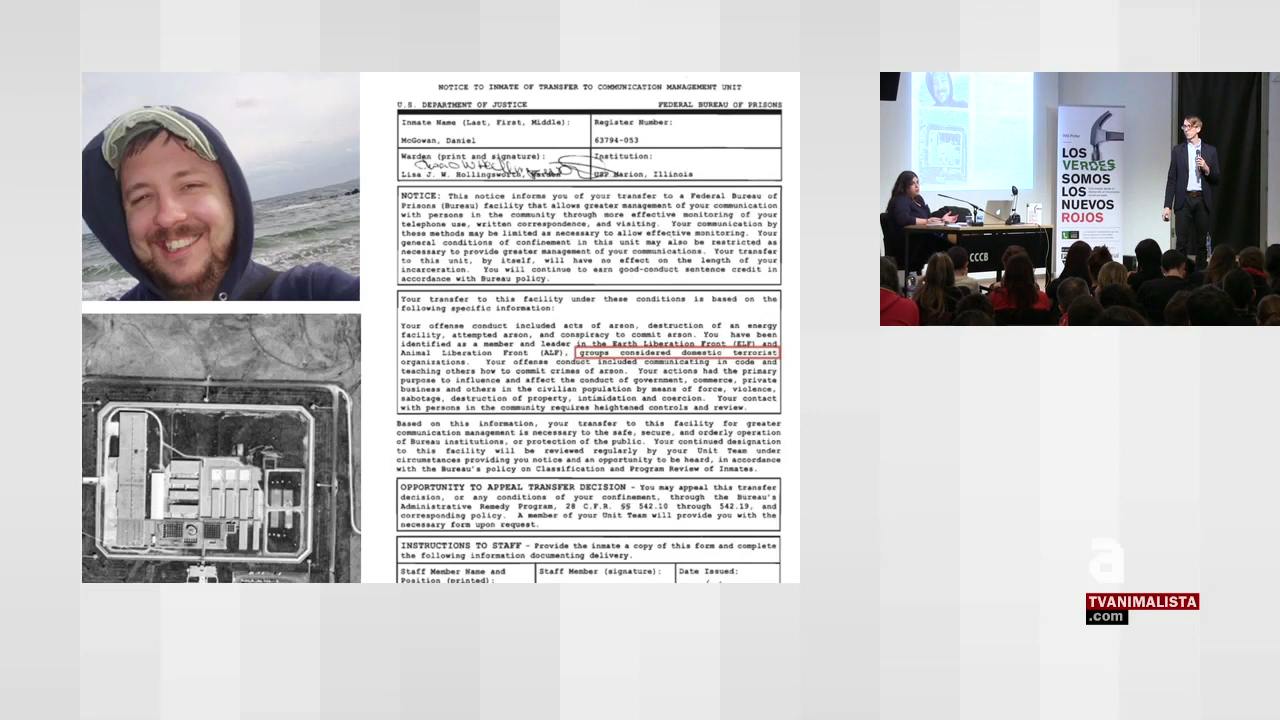 NOTICE TO INMATE OF TRANSFER TO COMMUNICATION MANAGEMENT UNIT
U.S. DEPARTMENT OF JUSTICE FEDERAL BUREAU OF PRISONS
Inmate Name (Last, First, Middle): Register Number:
McGowan, Daniel 63794-053
Warden (print and signature): Institution:
Lisa J. W. Hollingsworth, Warden USP Marion, Illinois
NOTICE: This notice informs you of your transfer to a Federal Bureau of
Prisons (Bureau) facility that allows greater management of your communication
with persons in the community through more effective monitoring of your
telephone use, written correspondence, and visiting. Your communication by
these methods may be limited as necessary to allow effective monitoring. Your
general conditions of confinement in this unit may also be restricted as
necessary to provide greater management of your communications. Your transfer
to this unit, by itself, will have no effect on the length of your
incarceration. You will continue to earn good-conduct sentence credit in
accordance with Bureau policy.
Your transfer to this facility under these conditions is based on the
following specific information:
Your offense conduct included acts of arson, destruction of an energy
facility, attempted arson, and conspiracy to commit arson. You have been
identified as a member and leader in the Earth Liberation Front (ELF) and
Animal Liberation Front (ALF), groups considered domestic terrorist
organizations. Your offense conduct included communicating in code and
teaching others how to commit crimes of arson. Your actions had the primary
purpose to influence and affect the conduct of government, commerce, private
business and others in the civilian population by means of force, violence,
sabotage, destruction of property, intimidation and coercion. Your contact
with persons in the community requires heightened controls and review.
Based on this information, your transfer to this facility for greater
communication management is necessary to the safe, secure, and orderly operation
of Bureau institutions, or protection of the public. Your continued designation
to this facility will be reviewed regularly by your Unit Team under
circumstances providing you notice and an opportunity to be heard, in accordance
with the Bureau's policy on Classification and Program Review of Inmates.
OPPORTUNITY TO APPEAL TRANSFER DECISION - You may appeal this transfer
decision, or any conditions of your confinement, through the Bureau's
Administrative Remedy Program, 28 C.F.R. §§ 542.10 through 542.19, and
corresponding policy. A member of your Unit Team will provide you with the
necessary form upon request.
INSTRUCTIONS TO STAFF - Provide the inmate a copy of this form and complete
the following information documenting delivery.
Staff Member Name and Staff Member (signature): Date Issued:
Position (printed):
Will Potter
LOS
VERDES
SOMOS
LOS
NUEVOS
ROJOS
CCCB
a
TVANIMALISTA
.com